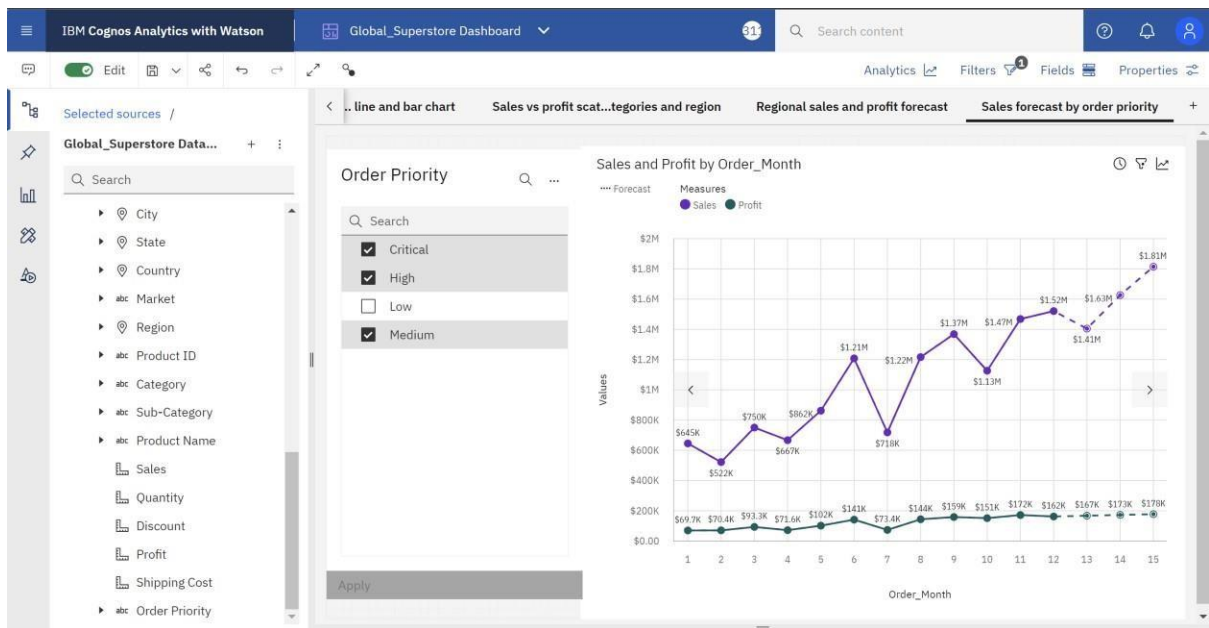 IBM Cognos Analytics with Watson
Global_Superstore Dashboard
Search content
Edit
Analytics
Filters
1
Fields
Properties
Selected sources /
Global_Superstore Data...
Search
City
State
Country
abc Market
Region
abc Product ID
abc Category
abc Sub-Category
abc Product Name
Sales
Quantity
Discount
Profit
Shipping Cost
abc Order Priority
.. line and bar chart
Sales vs profit scat...tegories and region
Regional sales and profit forecast
Sales forecast by order priority
Order Priority
Search
Critical
High
Low
Medium
Apply
Sales and Profit by Order_Month
Forecast
Measures
Sales Profit
Values
$2M
$1.8M
$1.6M
$1.4M
$1.2M
$1M
$800K
$600K
$400K
$200K
$0.00
$645K
$522K
$750K
$667K
$862K
$1.21M
$718K
$1.22M
$1.37M
$1.13M
$1.47M
$1.52M
$1.41M
$1.63M
$1.81M
$69.7K $70.4K $93.3K $71.6K $102K $141K $73.4K $144K $159K $151K $172K $162K $167K $173K $178K
1 2 3 4 5 6 7 8 9 10 11 12 13 14 15
Order_Month